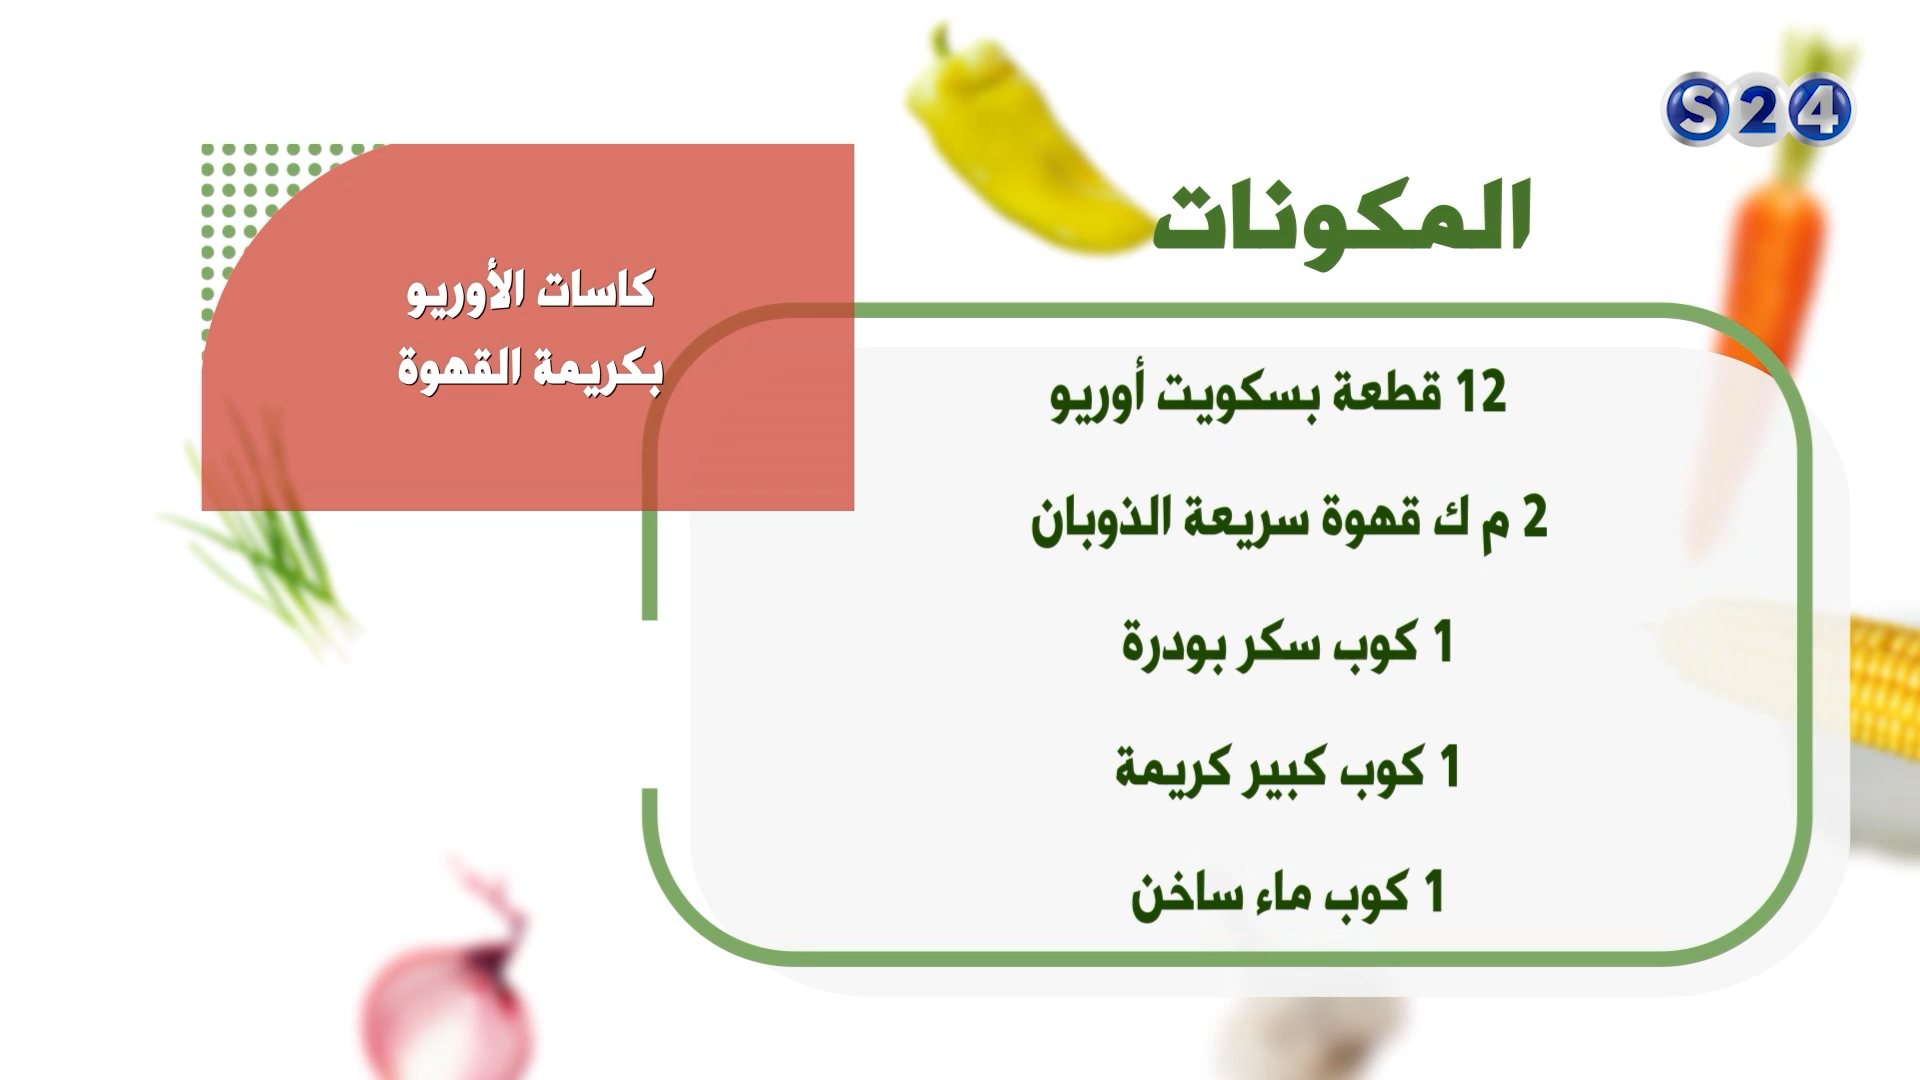 S24
المكونات
كاسات الأوريو
بكريمة القهوة
12 قطعة بسكويت أوريو
2 م ك قهوة سريعة الذوبان
1 كوب سكر بودرة
1 كوب كبير كريمة
1 كوب ماء ساخن